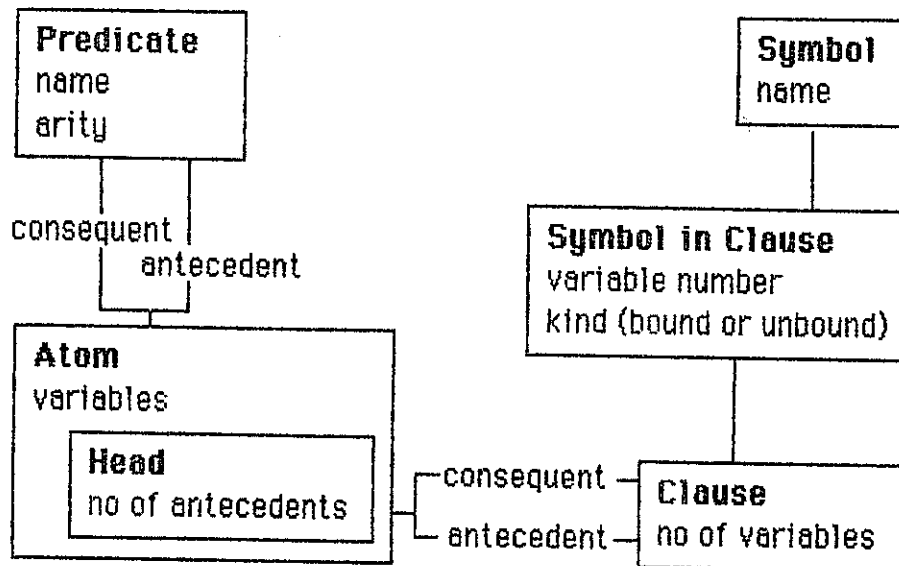 Predicate
name
arity
Symbol
name
consequent
antecedent
Symbol in Clause
variable number
kind (bound or unbound)
Atom
variables
Head
no of antecedents
consequent
antecedent
Clause
no of variables